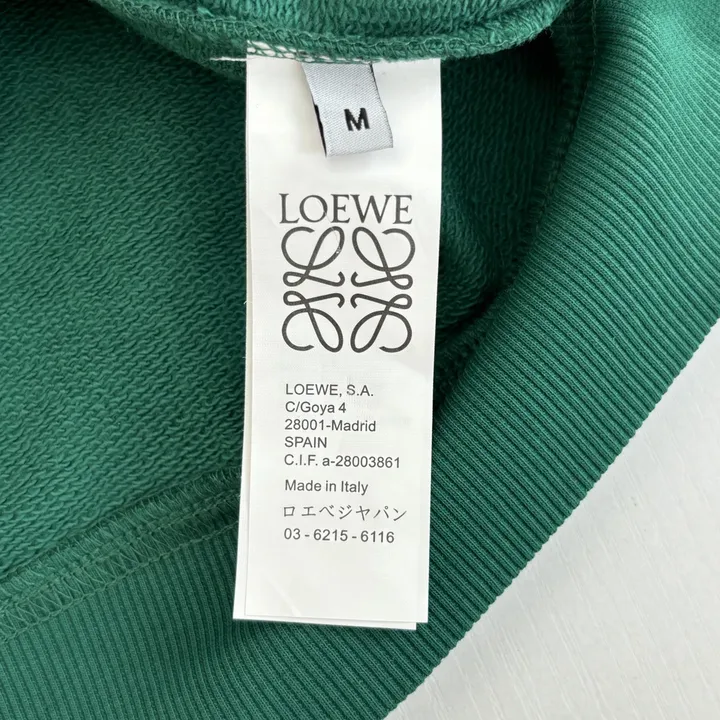 M
LOEWE
LOEWE, S.A.
C/Goya 4
28001-Madrid
SPAIN
C.I.F. a-28003861
Made in Italy
ロエベジャパン
03 - 6215 - 6116